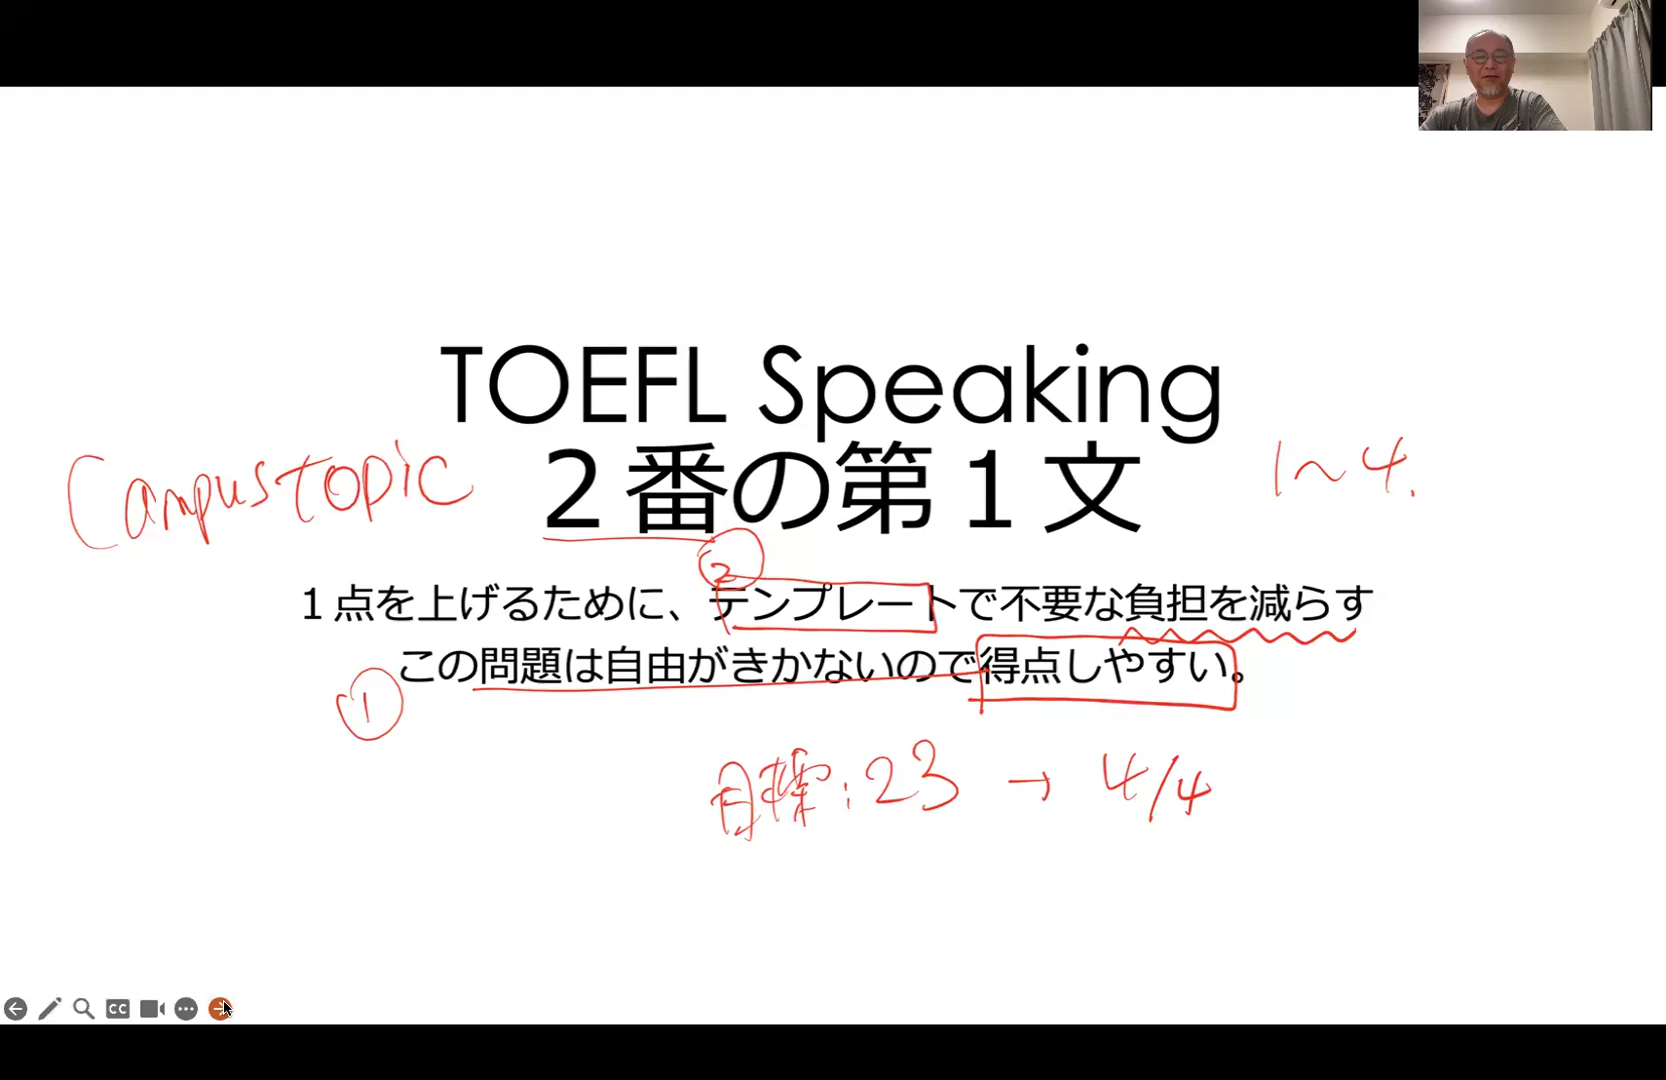 TOEFL Speaking
Campus topic
２番の第１文
1～4.
②
１点を上げるために、テンプレートで不要な負担を減らす
①
この問題は自由がきかないので得点しやすい。
目標:23 → 4/4
CC